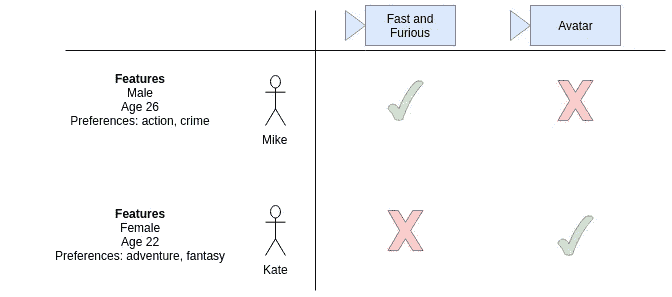 Fast and
Furious
Avatar
Features
Male
Age 26
Preferences: action, crime
Mike
Features
Female
Age 22
Preferences: adventure, fantasy
Kate